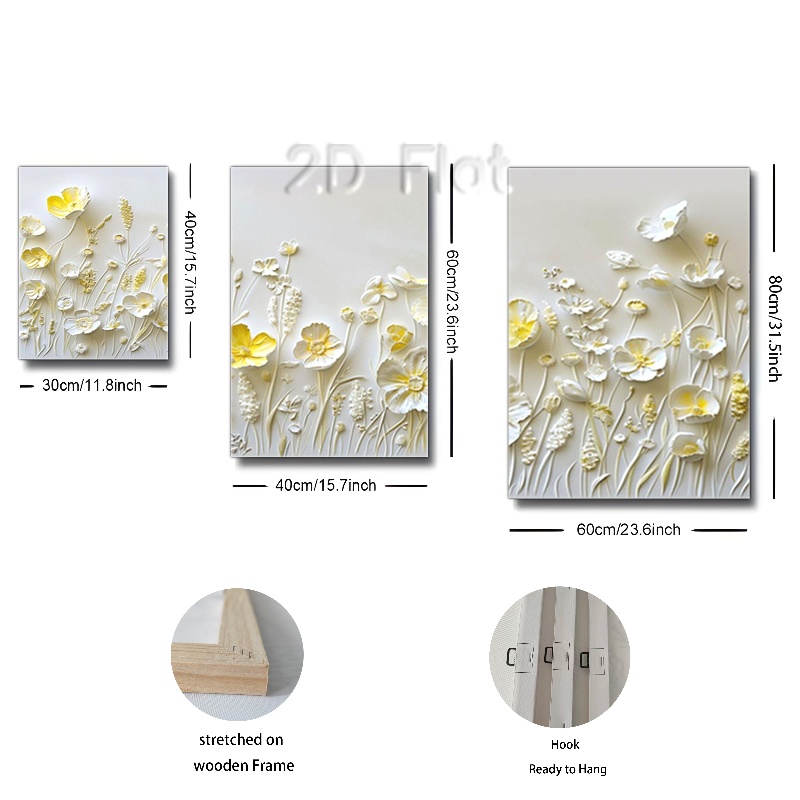 2D Flat
40cm/15.7inch
60cm/23.6inch
80cm/31.5inch
30cm/11.8inch
40cm/15.7inch
60cm/23.6inch
stretched on
wooden Frame
Hook
Ready to Hang